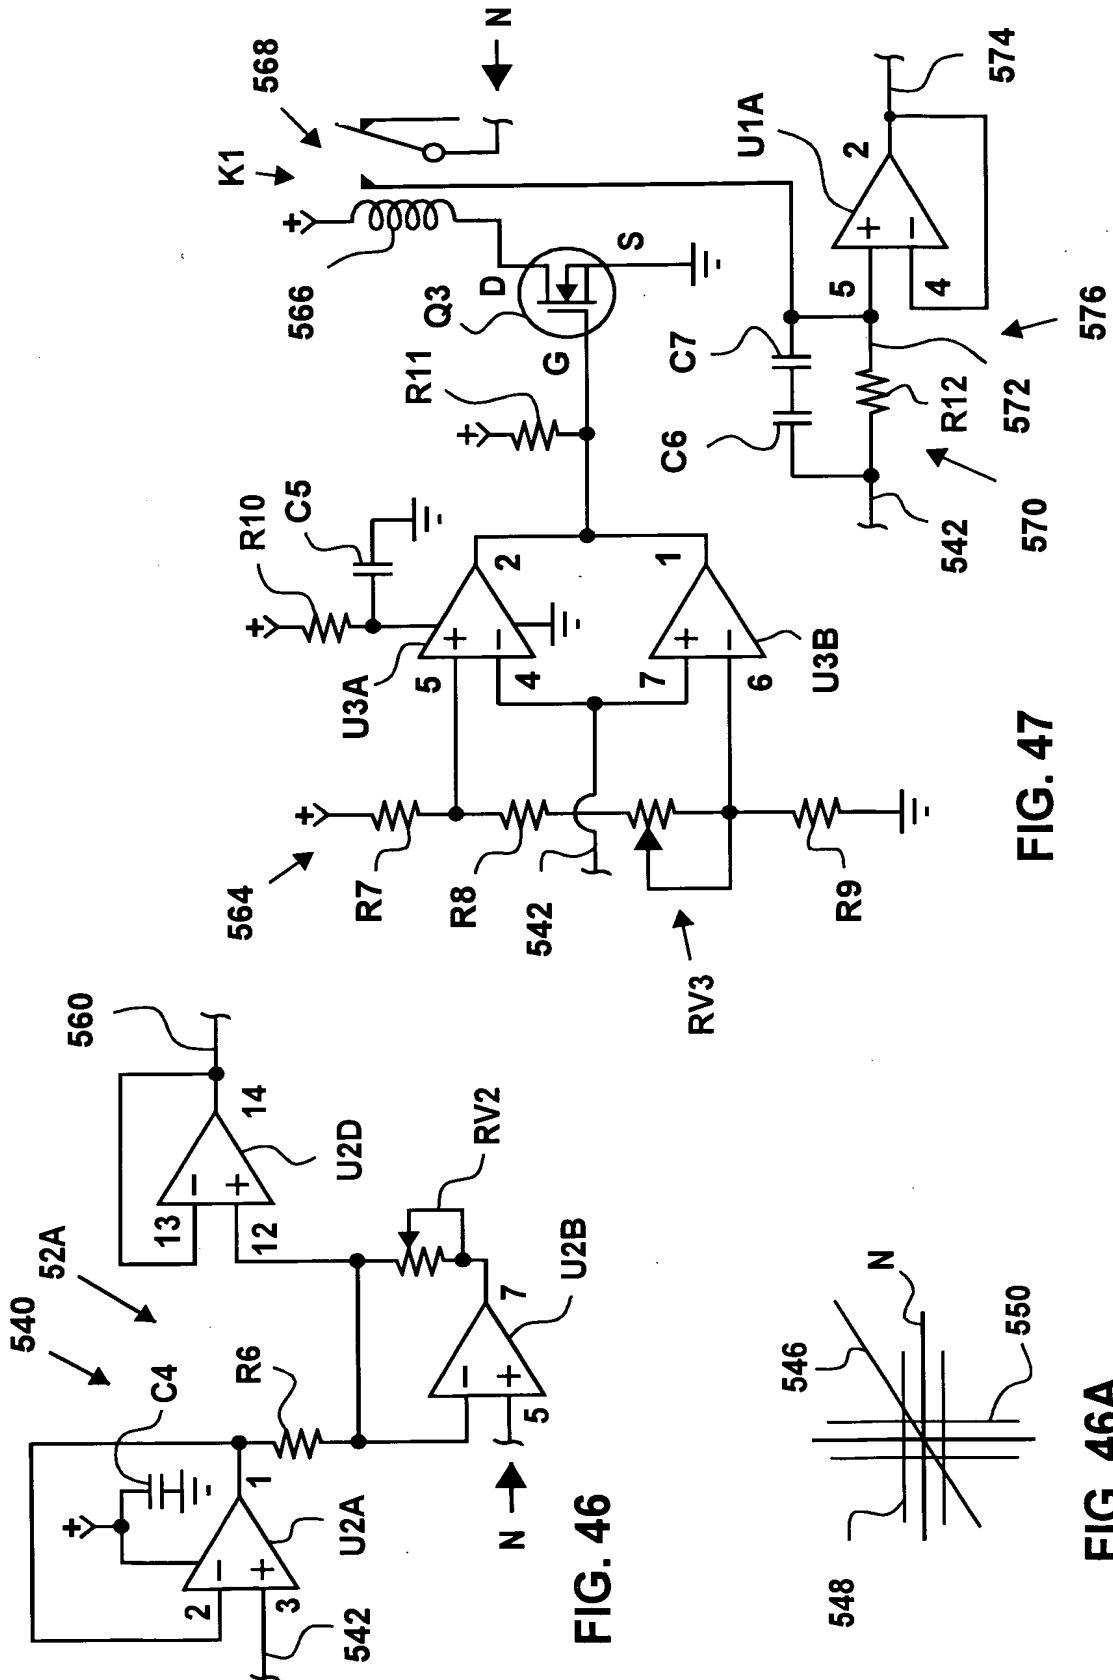 540
52A
C4
+
2
3
−
+
1
U2A
542
R6
13
12
−
+
14
U2D
560
RV2
−
+
5
7
U2B
N
FIG. 46
546
N
548
550
FIG. 46A
564
+
R7
R8
542
RV3
R9
+
R10
C5
U3A
5
4
+
−
2
7
6
+
−
1
U3B
+
R11
G
D
S
Q3
566
+
K1
568
N
C6
C7
R12
542
570
572
576
5
4
+
−
2
U1A
574
FIG. 47